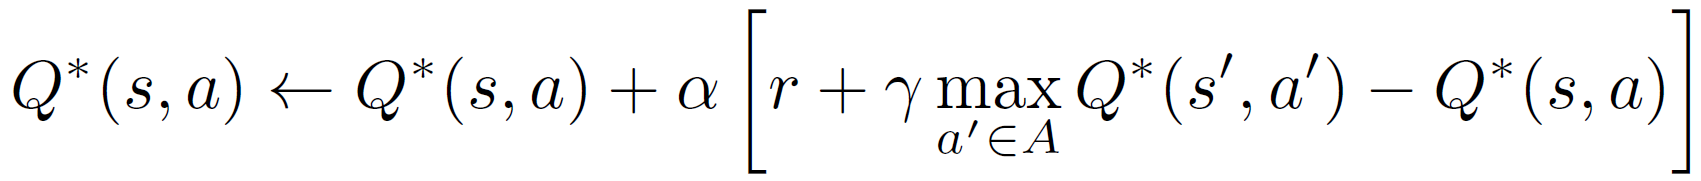 Q*(s, a) ← Q*(s, a) + α [ r + γ max_{a′∈A} Q*(s′, a′) − Q*(s, a) ]